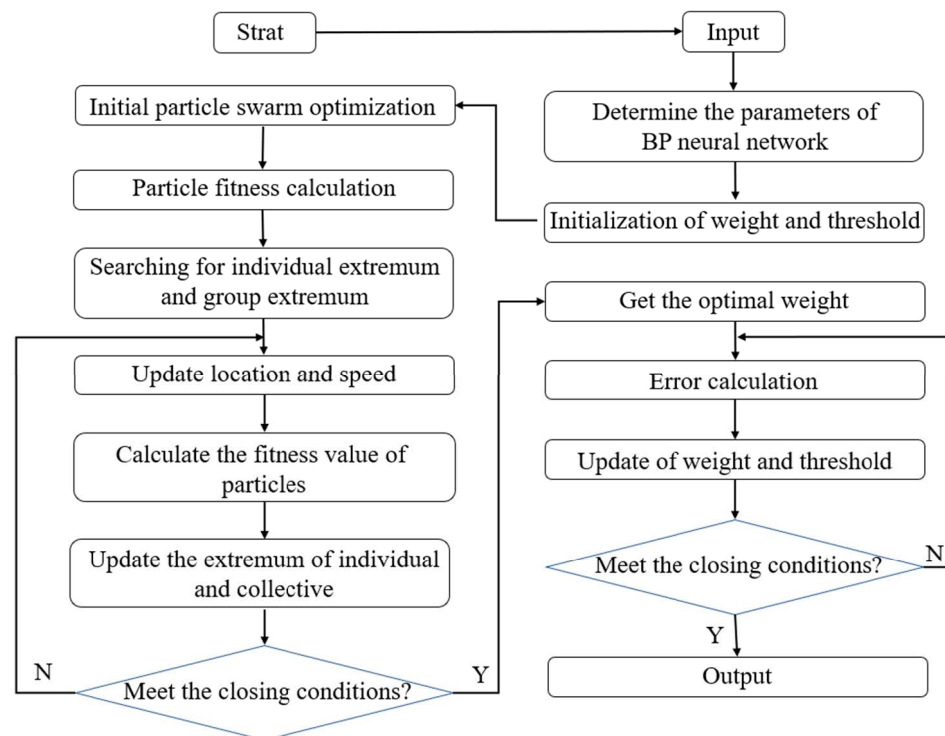 Strat
Input
Determine the parameters of
BP neural network
Initialization of weight and threshold
Initial particle swarm optimization
Particle fitness calculation
Searching for individual extremum
and group extremum
Update location and speed
Calculate the fitness value of
particles
Update the extremum of individual
and collective
Meet the closing conditions?
N
Y
Get the optimal weight
Error calculation
Update of weight and threshold
Meet the closing conditions?
N
Y
Output